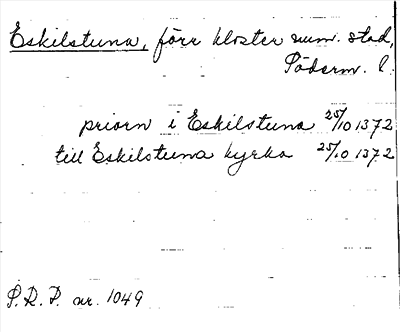 Eskilstuna, förr kloster num. stad,
Söderm. l.
priorn i Eskilstuna 25/10 1372
till Eskilstuna kyrka 25/10 1372
S.R.P. nr. 1049